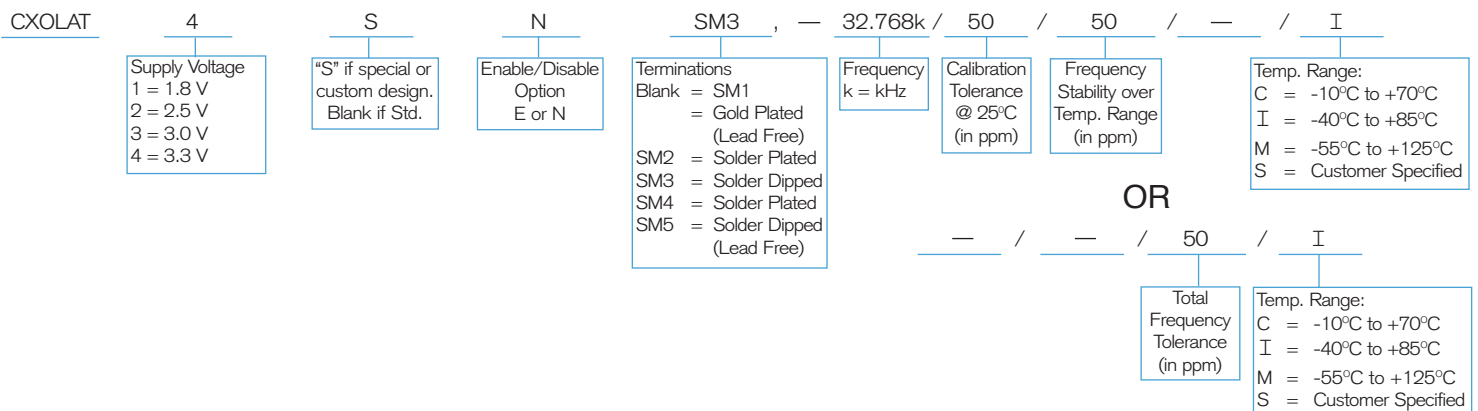 CXOLAT 4 S N SM3 , — 32.768k / 50 / 50 / — / I
Supply Voltage
1 = 1.8 V
2 = 2.5 V
3 = 3.0 V
4 = 3.3 V
“S” if special or
custom design.
Blank if Std.
Enable/Disable
Option
E or N
Terminations
Blank = SM1
= Gold Plated
(Lead Free)
SM2 = Solder Plated
SM3 = Solder Dipped
SM4 = Solder Plated
SM5 = Solder Dipped
(Lead Free)
Frequency
k = kHz
Calibration
Tolerance
@ 25°C
(in ppm)
Frequency
Stability over
Temp. Range
(in ppm)
Temp. Range:
C = -10°C to +70°C
I = -40°C to +85°C
M = -55°C to +125°C
S = Customer Specified
OR
— / — / 50 / I
Total
Frequency
Tolerance
(in ppm)
Temp. Range:
C = -10°C to +70°C
I = -40°C to +85°C
M = -55°C to +125°C
S = Customer Specified